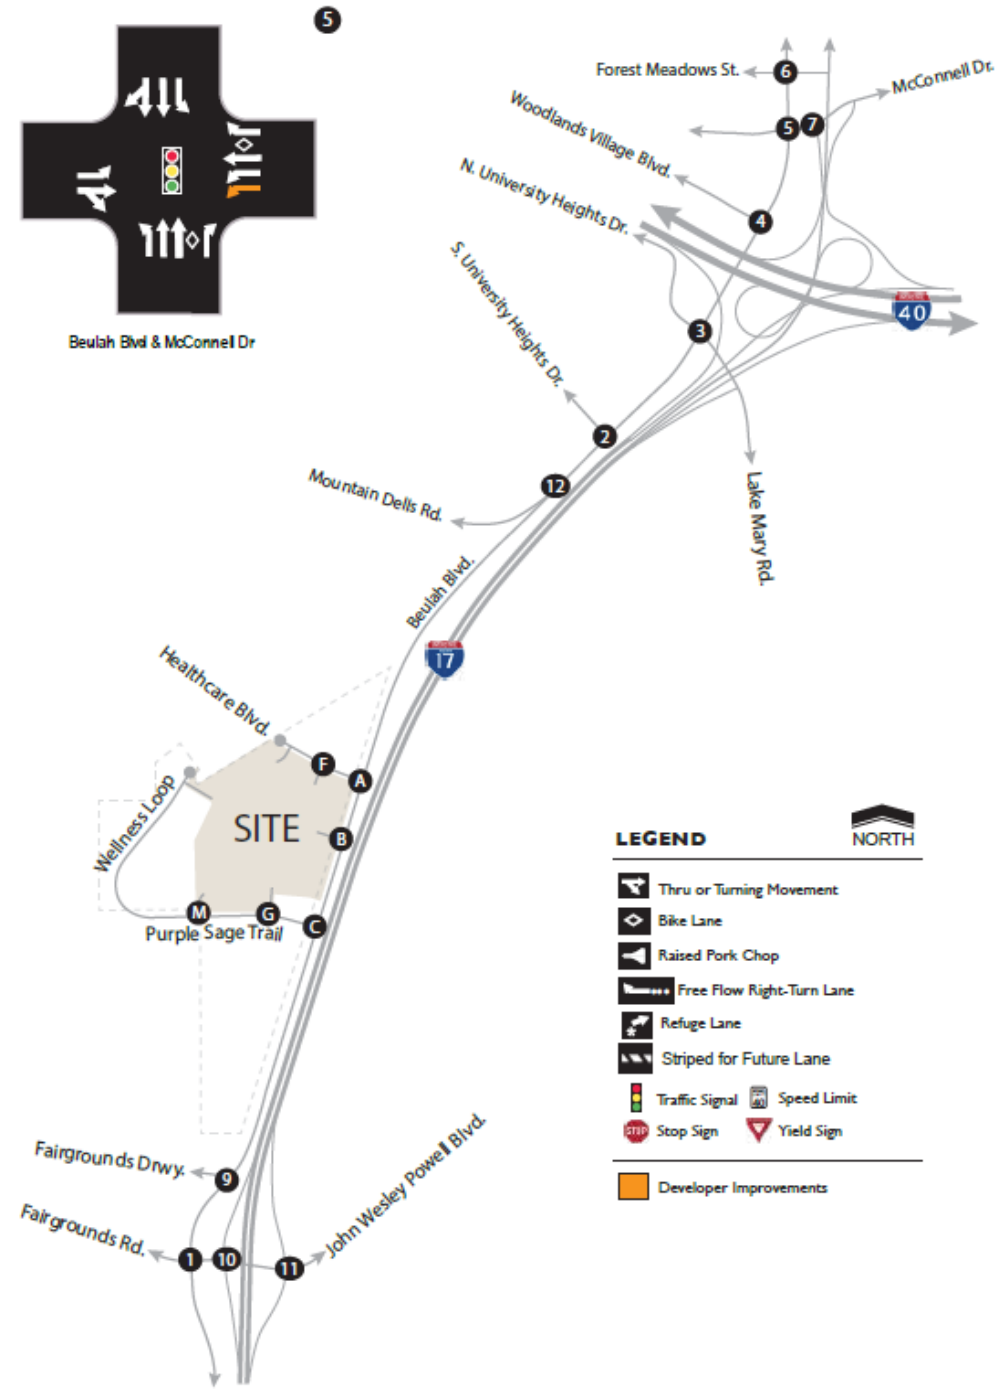 5
Beulah Blvd & McConnell Dr
Forest Meadows St.
6
McConnell Dr.
Woodlands Village Blvd.
5
7
N. University Heights Dr.
4
S. University Heights Dr.
3
40
2
12
Mountain Dells Rd.
Lake Mary Rd.
Beulah Blvd.
17
Healthcare Blvd.
F
A
Wellness Loop
SITE
B
M
G
C
Purple Sage Trail
LEGEND
NORTH
Thru or Turning Movement
Bike Lane
Raised Pork Chop
Free Flow Right-Turn Lane
Refuge Lane
Striped for Future Lane
Traffic Signal
40
Speed Limit
STOP
Stop Sign
Yield Sign
Developer Improvements
Fairgrounds Drwy.
9
John Wesley Powell Blvd.
Fairgrounds Rd.
1
10
11